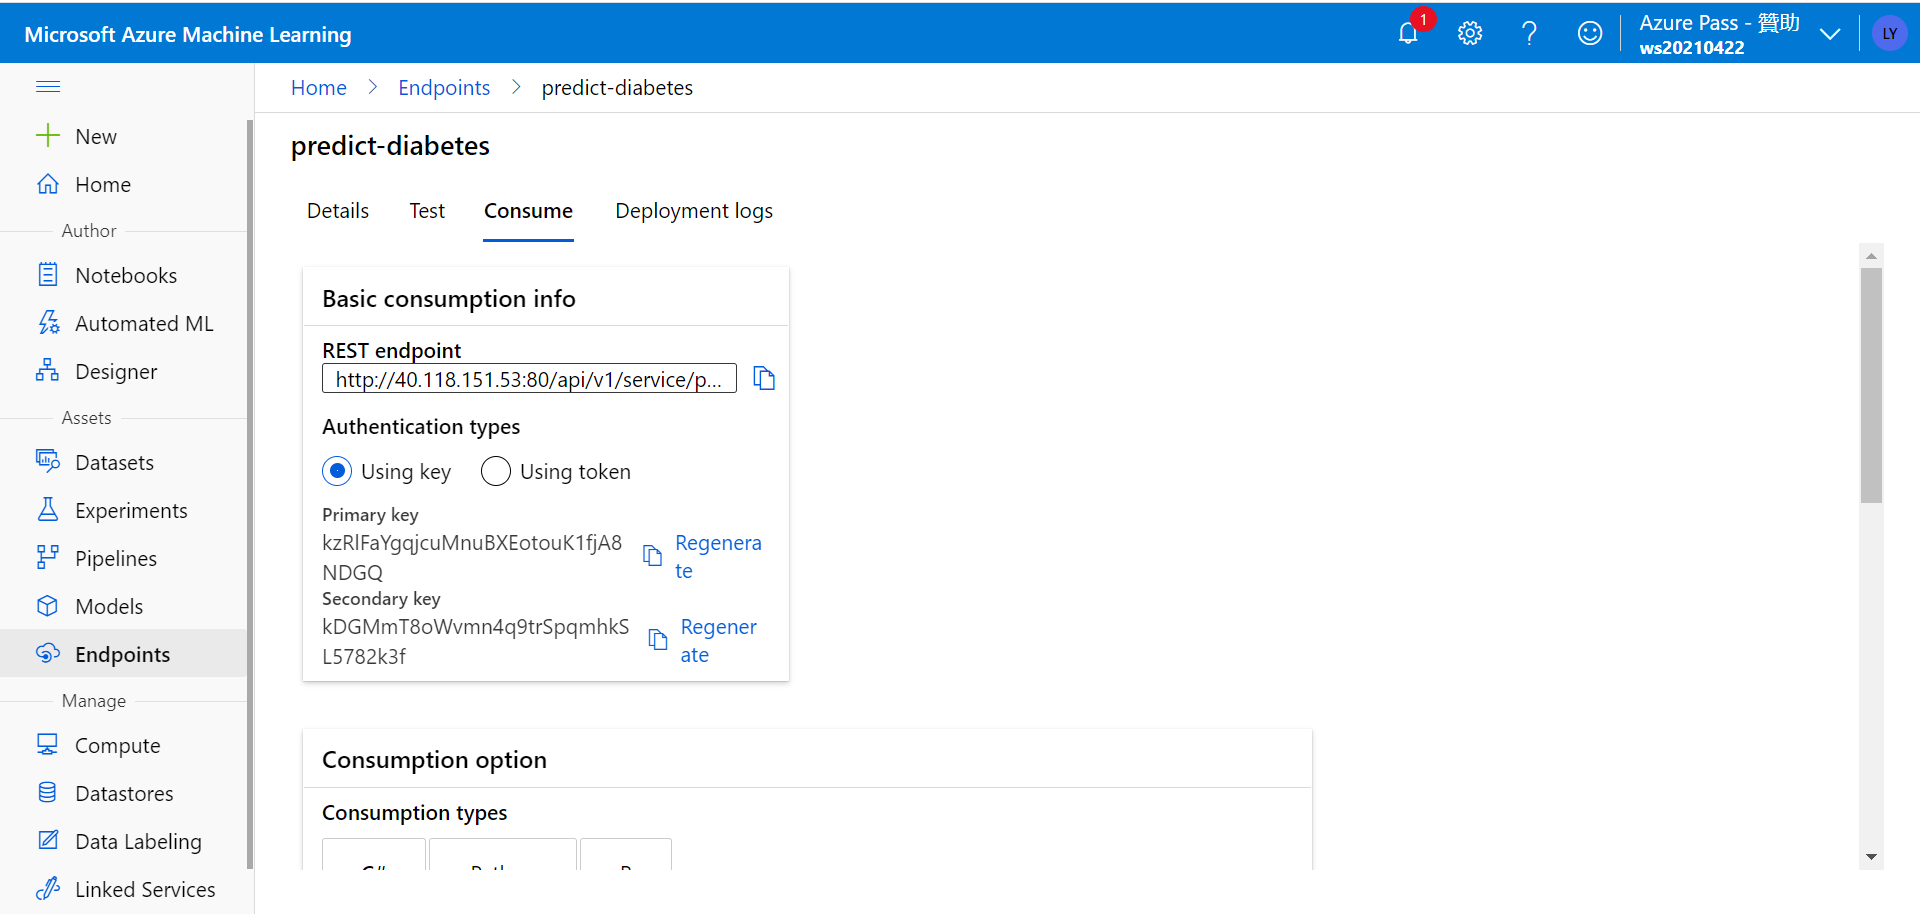 Microsoft Azure Machine Learning
1
Azure Pass - 贊助
ws20210422
LY
Home > Endpoints > predict-diabetes
New
Home
Author
Notebooks
Automated ML
Designer
Assets
Datasets
Experiments
Pipelines
Models
Endpoints
Manage
Compute
Datastores
Data Labeling
Linked Services
predict-diabetes
Details Test Consume Deployment logs
Basic consumption info
REST endpoint
http://40.118.151.53:80/api/v1/service/p...
Authentication types
Using key Using token
Primary key
kzRlFaYgqjcuMnuBXEotouK1fjA8
NDGQ
Regenera
te
Secondary key
kDGMmT8oWvmn4q9trSpqmhkS
L5782k3f
Regener
ate
Consumption option
Consumption types